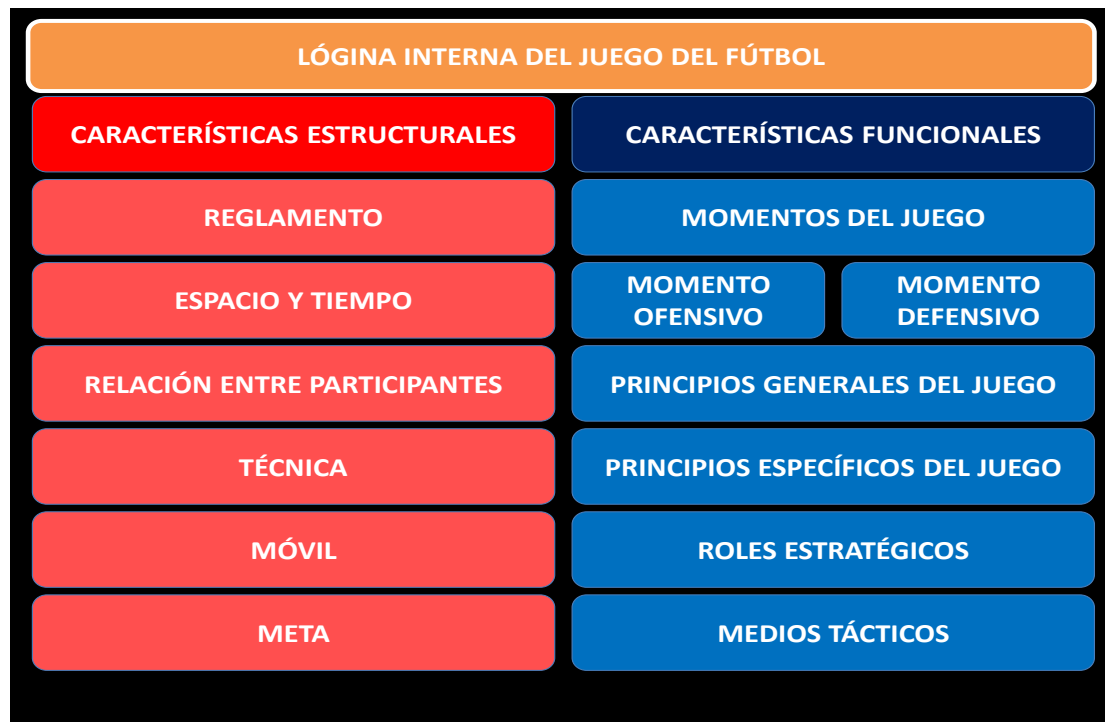 LÓGINA INTERNA DEL JUEGO DEL FÚTBOL
CARACTERÍSTICAS ESTRUCTURALES
CARACTERÍSTICAS FUNCIONALES
REGLAMENTO
MOMENTOS DEL JUEGO
ESPACIO Y TIEMPO
MOMENTO
OFENSIVO
MOMENTO
DEFENSIVO
RELACIÓN ENTRE PARTICIPANTES
PRINCIPIOS GENERALES DEL JUEGO
TÉCNICA
PRINCIPIOS ESPECÍFICOS DEL JUEGO
MÓVIL
ROLES ESTRATÉGICOS
META
MEDIOS TÁCTICOS